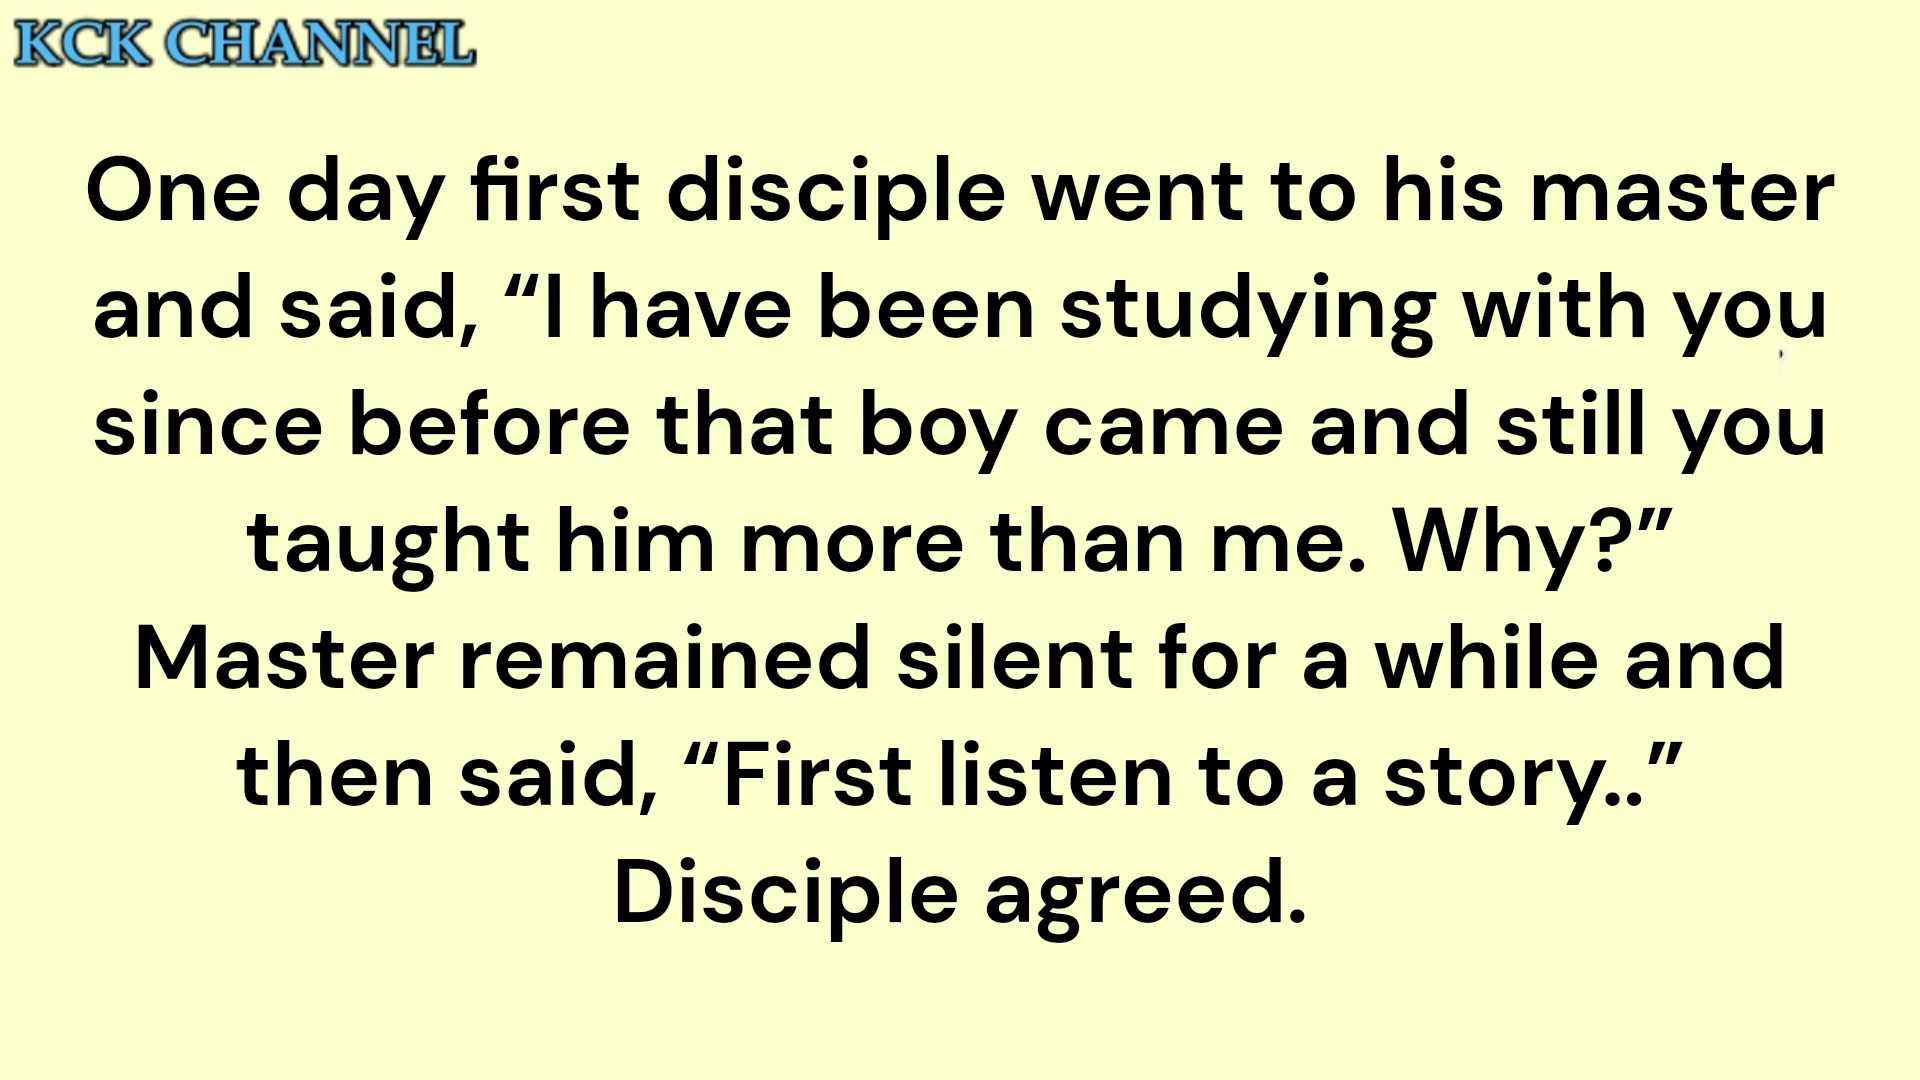 KCK CHANNEL
One day first disciple went to his master
and said, “I have been studying with you
since before that boy came and still you
taught him more than me. Why?”
Master remained silent for a while and
then said, “First listen to a story..”
Disciple agreed.